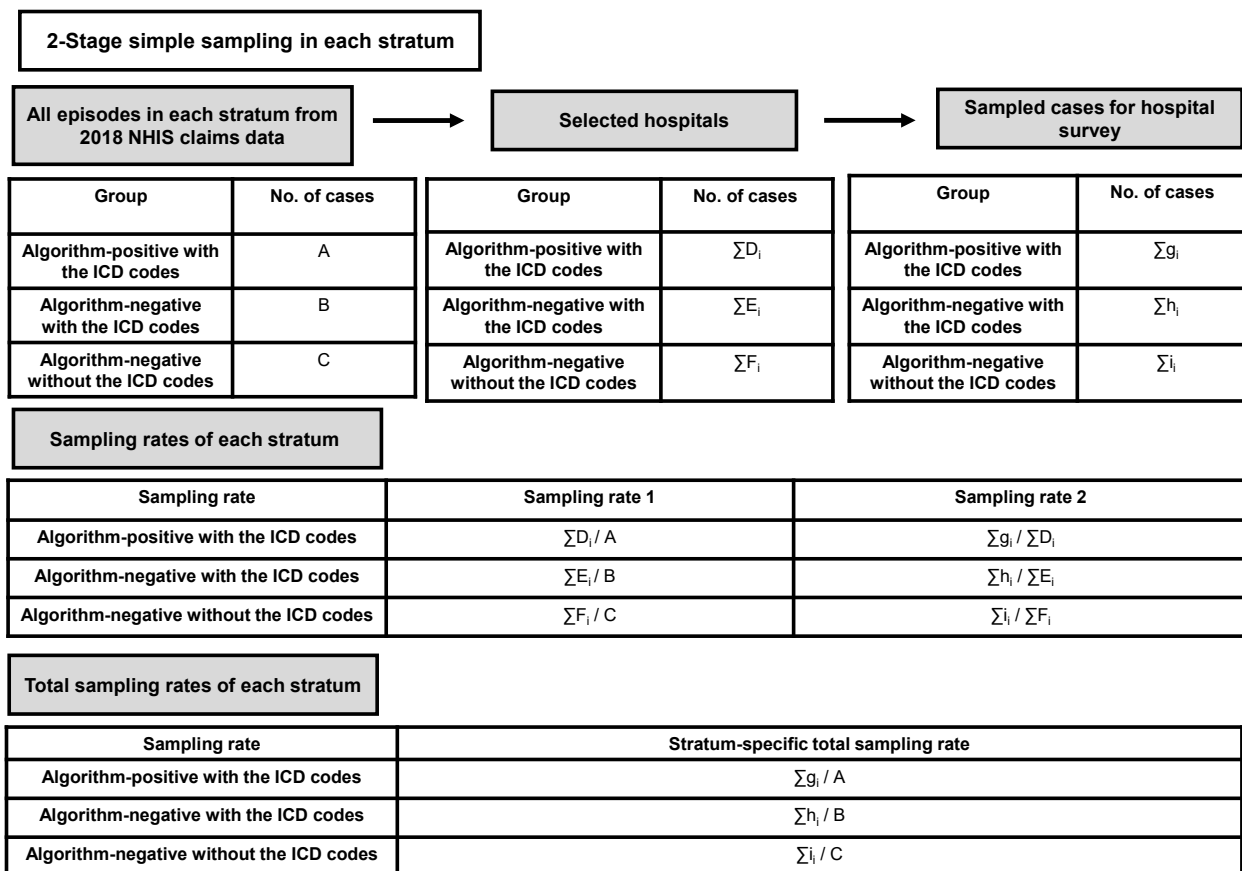 2-Stage simple sampling in each stratum
All episodes in each stratum from
2018 NHIS claims data
Selected hospitals
Sampled cases for hospital
survey
Group No. of cases
Algorithm-positive with
the ICD codes
A
Algorithm-negative
with the ICD codes
B
Algorithm-negative
without the ICD codes
C
Group No. of cases
Algorithm-positive with
the ICD codes
∑Dᵢ
Algorithm-negative with
the ICD codes
∑Eᵢ
Algorithm-negative
without the ICD codes
∑Fᵢ
Group No. of cases
Algorithm-positive with
the ICD codes
∑gᵢ
Algorithm-negative with
the ICD codes
∑hᵢ
Algorithm-negative
without the ICD codes
∑iᵢ
Sampling rates of each stratum
Sampling rate Sampling rate 1 Sampling rate 2
Algorithm-positive with the ICD codes ∑Dᵢ / A ∑gᵢ / ∑Dᵢ
Algorithm-negative with the ICD codes ∑Eᵢ / B ∑hᵢ / ∑Eᵢ
Algorithm-negative without the ICD codes ∑Fᵢ / C ∑iᵢ / ∑Fᵢ
Total sampling rates of each stratum
Sampling rate Stratum-specific total sampling rate
Algorithm-positive with the ICD codes ∑gᵢ / A
Algorithm-negative with the ICD codes ∑hᵢ / B
Algorithm-negative without the ICD codes ∑iᵢ / C